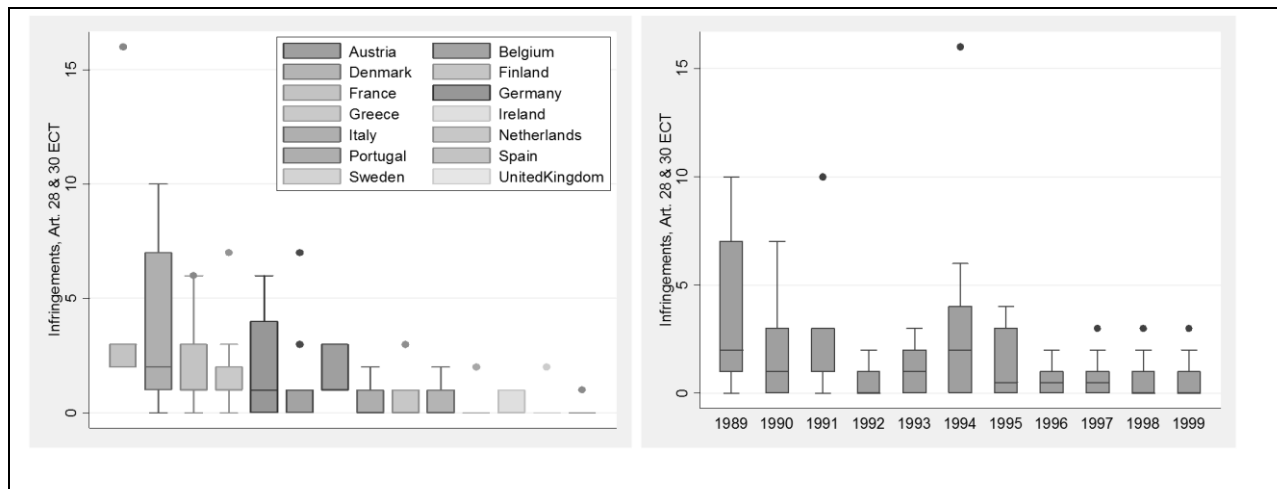 Infringements, Art. 28 & 30 ECT
15
10
5
0
Austria Belgium
Denmark Finland
France Germany
Greece Ireland
Italy Netherlands
Portugal Spain
Sweden UnitedKingdom
Infringements, Art. 28 & 30 ECT
15
10
5
0
1989 1990 1991 1992 1993 1994 1995 1996 1997 1998 1999